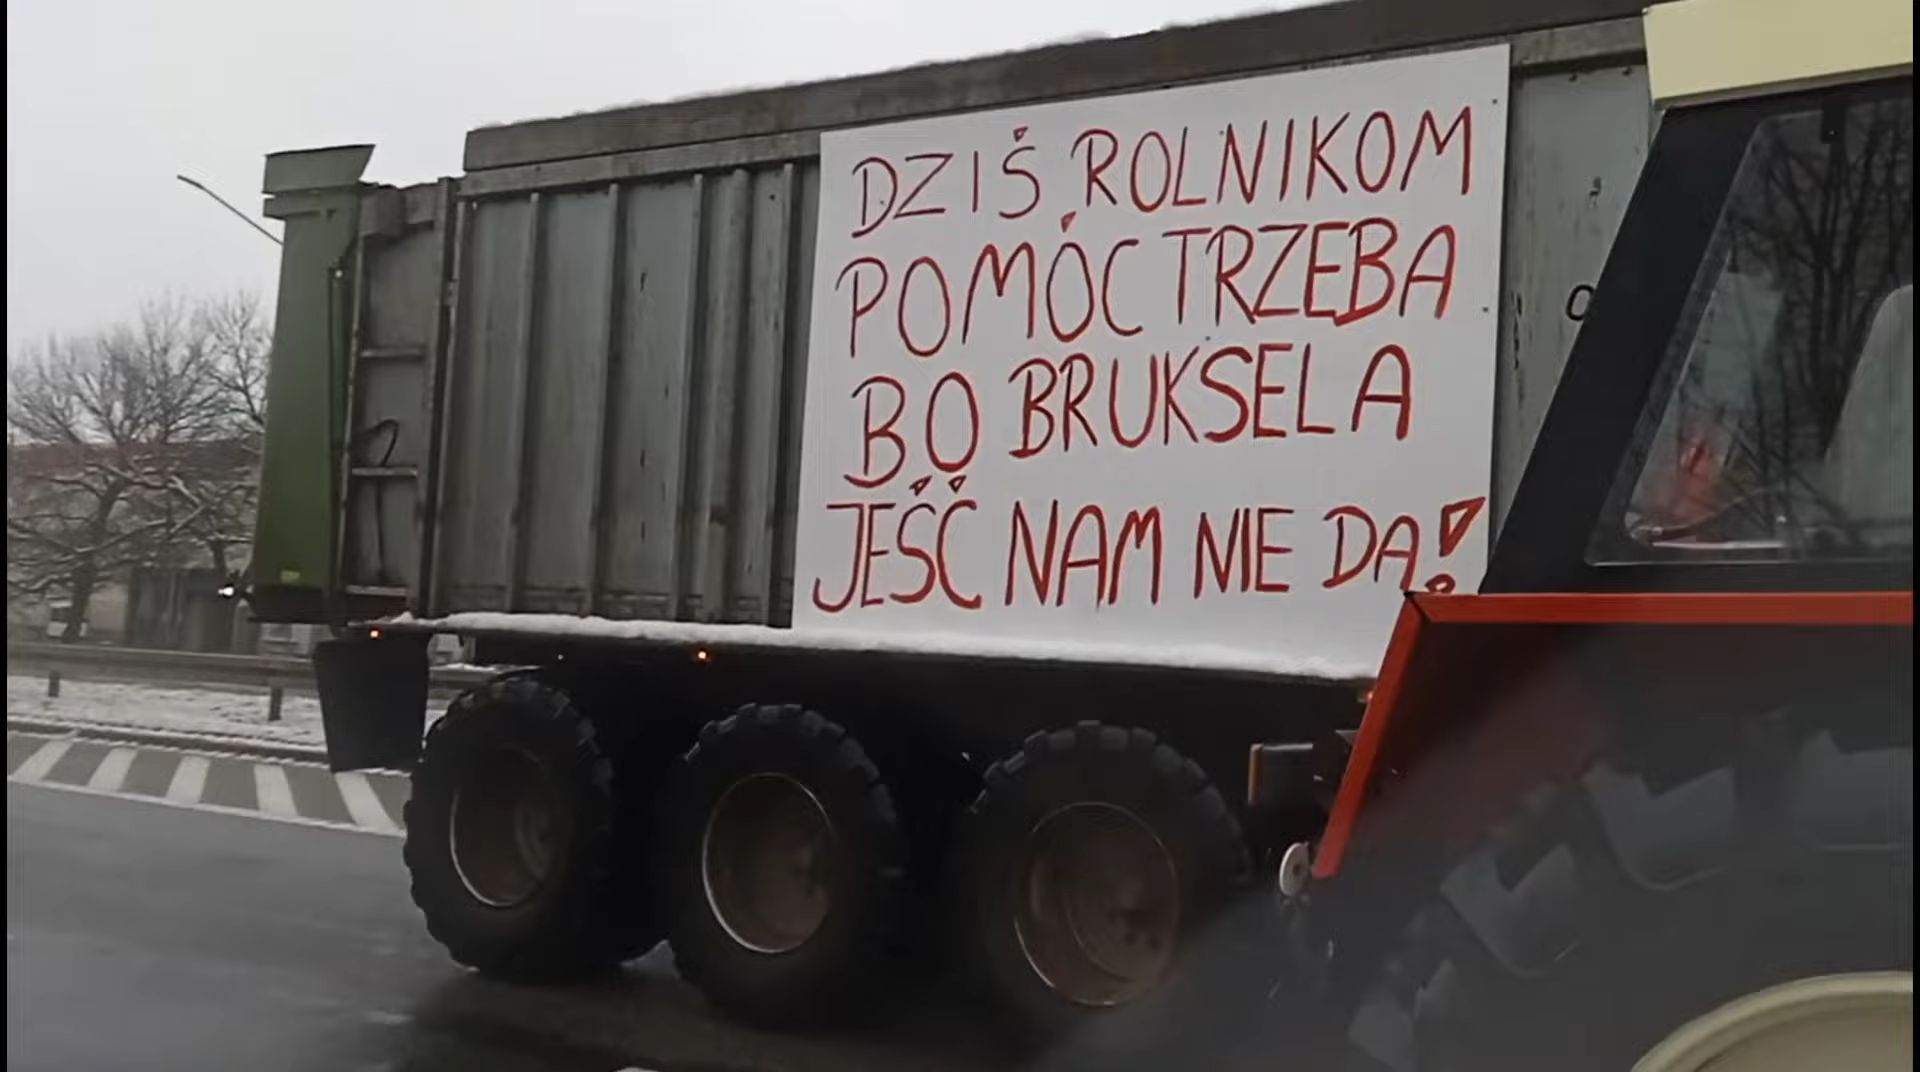 DZIŚ ROLNIKOM
POMÓC TRZEBA
BO BRUKSELA
JEŚĆ NAM NIE DA!